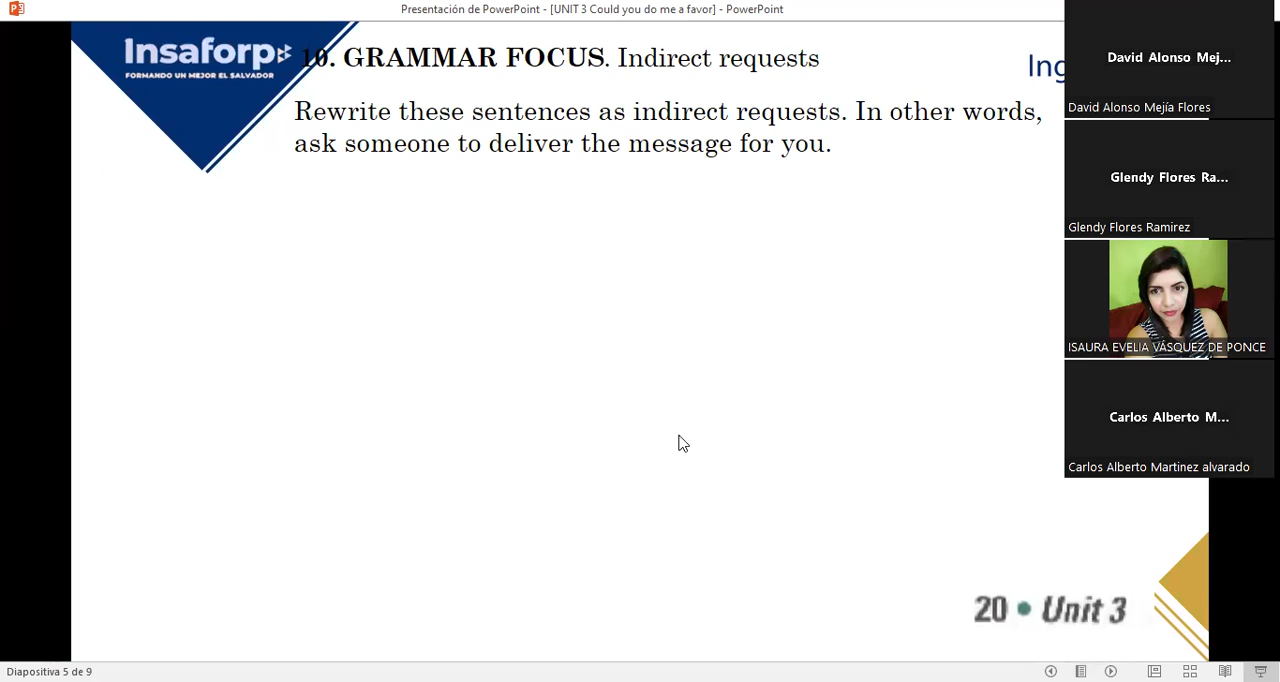 Presentación de PowerPoint - [UNIT 3 Could you do me a favor] - PowerPoint
Insaforp
FORMANDO UN MEJOR EL SALVADOR
10. GRAMMAR FOCUS. Indirect requests
Ing
Rewrite these sentences as indirect requests. In other words,
ask someone to deliver the message for you.
David Alonso Mej...
David Alonso Mejía Flores
Glendy Flores Ra...
Glendy Flores Ramirez
ISAURA EVELIA VÁSQUEZ DE PONCE
Carlos Alberto M...
Carlos Alberto Martinez alvarado
20 • Unit 3
Diapositiva 5 de 9